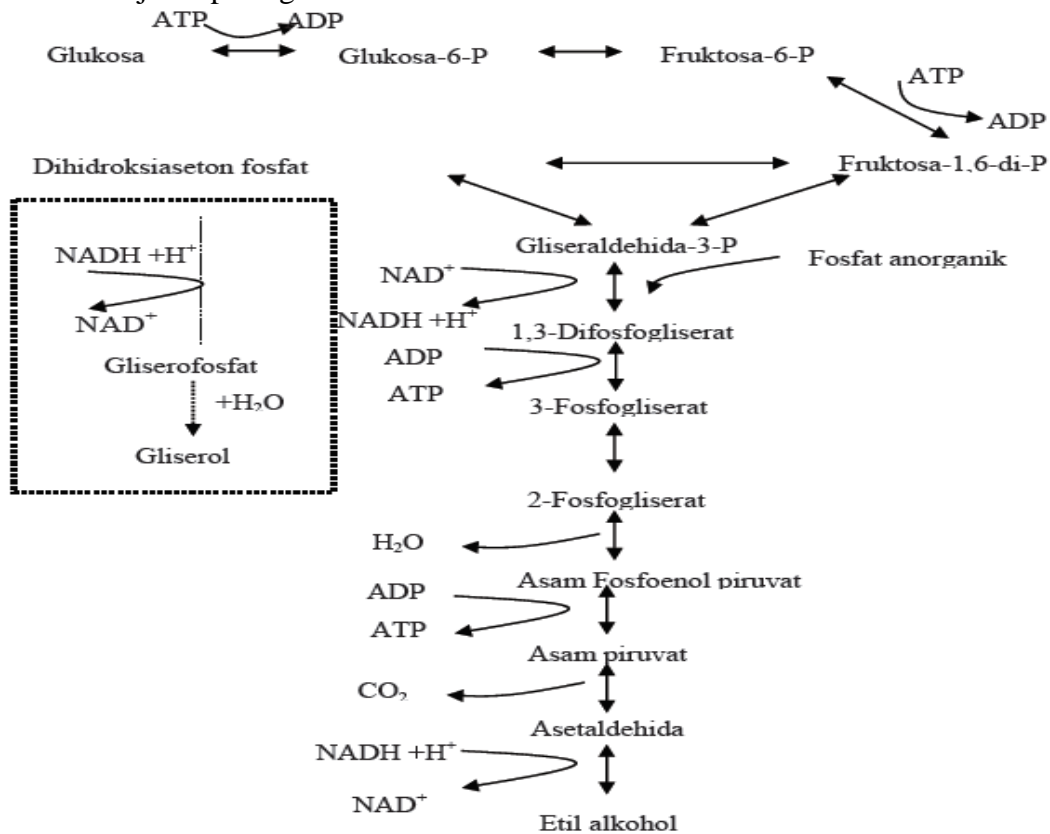 ATP ADP
Glukosa Glukosa-6-P Fruktosa-6-P
ATP
ADP
Dihidroksiaseton fosfat Fruktosa-1,6-di-P
Gliseraldehida-3-P
NADH +H⁺ NAD⁺ Fosfat anorganik
NAD⁺ NADH +H⁺
1,3-Difosfogliserat
Gliserofosfat ADP
ATP
+H₂O 3-Fosfogliserat
Gliserol
2-Fosfogliserat
H₂O
Asam Fosfoenol piruvat
ADP
ATP
Asam piruvat
CO₂
Asetaldehida
NADH +H⁺
NAD⁺
Etil alkohol